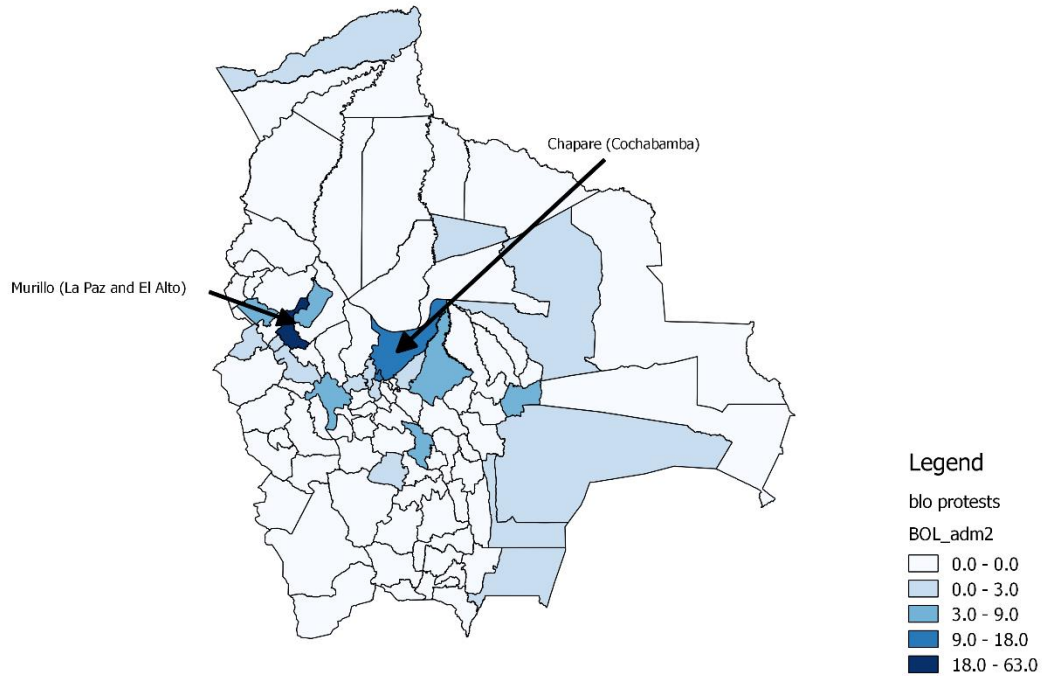 Chapare (Cochabamba)
Murillo (La Paz and El Alto)
Legend
blo protests
BOL_adm2
0.0 - 0.0
0.0 - 3.0
3.0 - 9.0
9.0 - 18.0
18.0 - 63.0